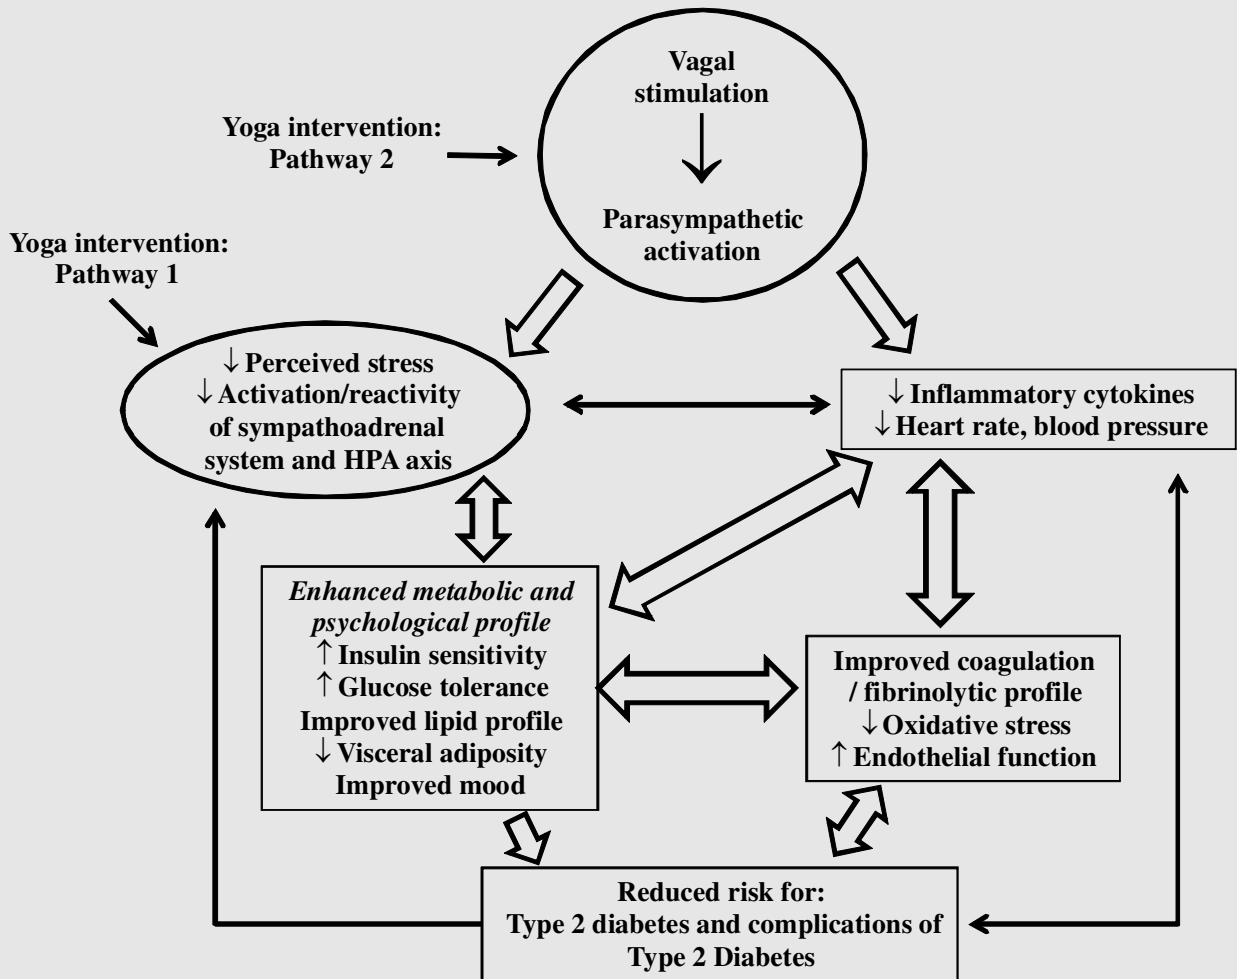 Vagal
stimulation
Yoga intervention:
Pathway 2
Parasympathetic
activation
Yoga intervention:
Pathway 1
↓ Perceived stress
↓ Activation/reactivity
of sympathoadrenal
system and HPA axis
↓ Inflammatory cytokines
↓ Heart rate, blood pressure
Enhanced metabolic and
psychological profile
↑ Insulin sensitivity
↑ Glucose tolerance
Improved lipid profile
↓ Visceral adiposity
Improved mood
Improved coagulation
/ fibrinolytic profile
↓ Oxidative stress
↑ Endothelial function
Reduced risk for:
Type 2 diabetes and complications of
Type 2 Diabetes